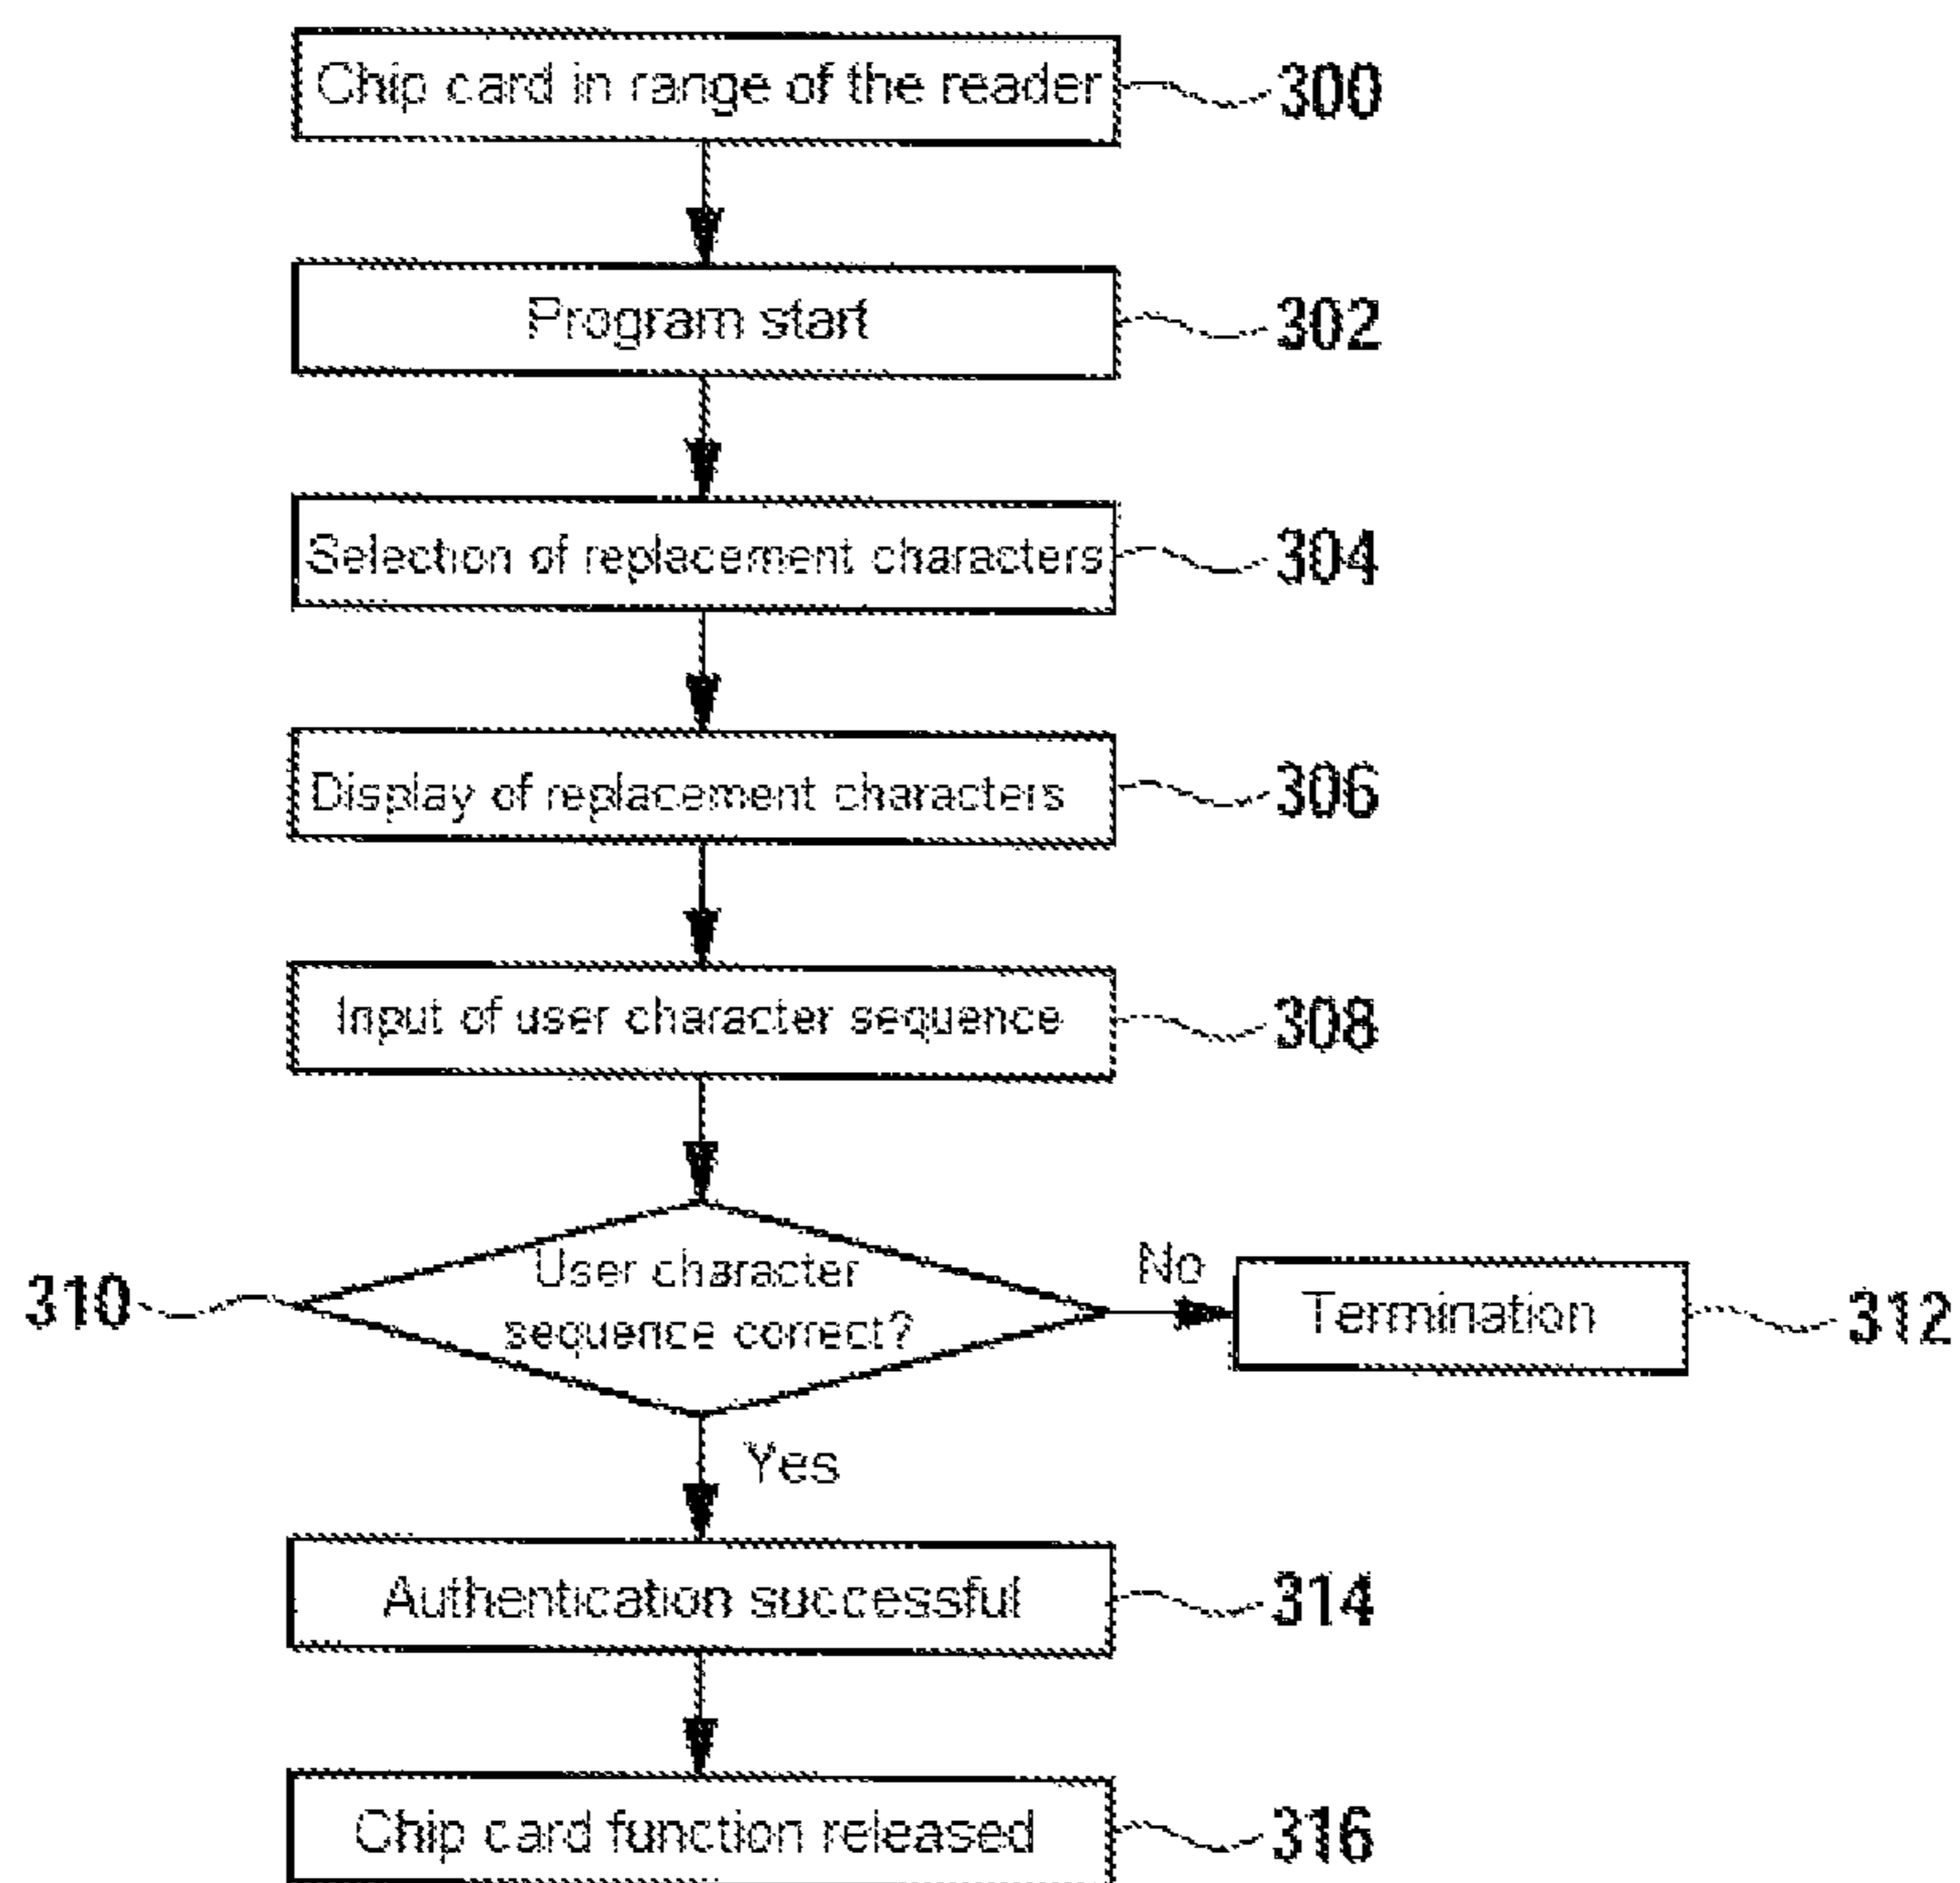 Chip card in range of the reader 300
Program start 302
Selection of replacement characters 304
Display of replacement characters 306
Input of user character sequence 308
310 User character
sequence correct?
No
Termination 312
Yes
Authentication successful 314
Chip card function released 316